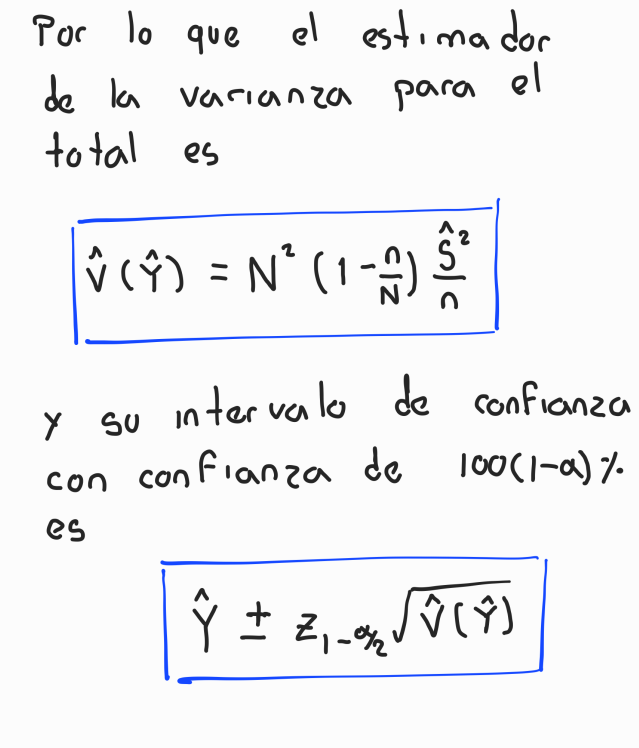 Por lo que el estimador
de la varianza para el
total es
V̂(Ŷ) = N² (1 - n/N) Ŝ²/n
y su intervalo de confianza
con confianza de 100(1-α)%
es
Ŷ ± z_{1-α/2} √V̂(Ŷ)